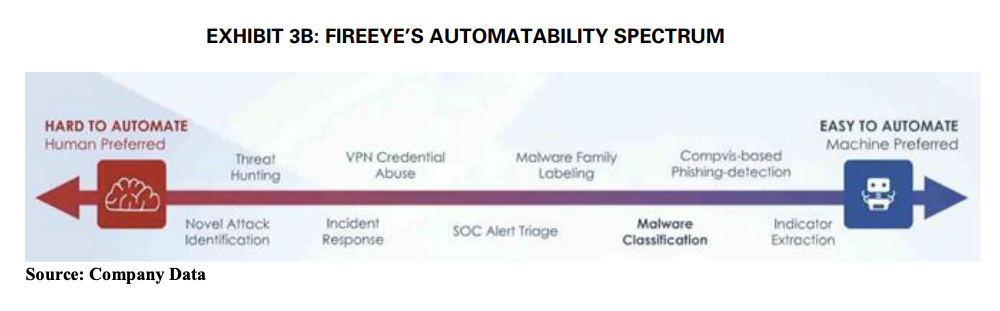 EXHIBIT 3B: FIREEYE'S AUTOMATABILITY SPECTRUM
HARD TO AUTOMATE
Human Preferred
EASY TO AUTOMATE
Machine Preferred
Threat
Hunting
VPN Credential
Abuse
Malware Family
Labeling
Compvis-based
Phishing-detection
Novel Attack
Identification
Incident
Response
SOC Alert Triage
Malware
Classification
Indicator
Extraction
Source: Company Data